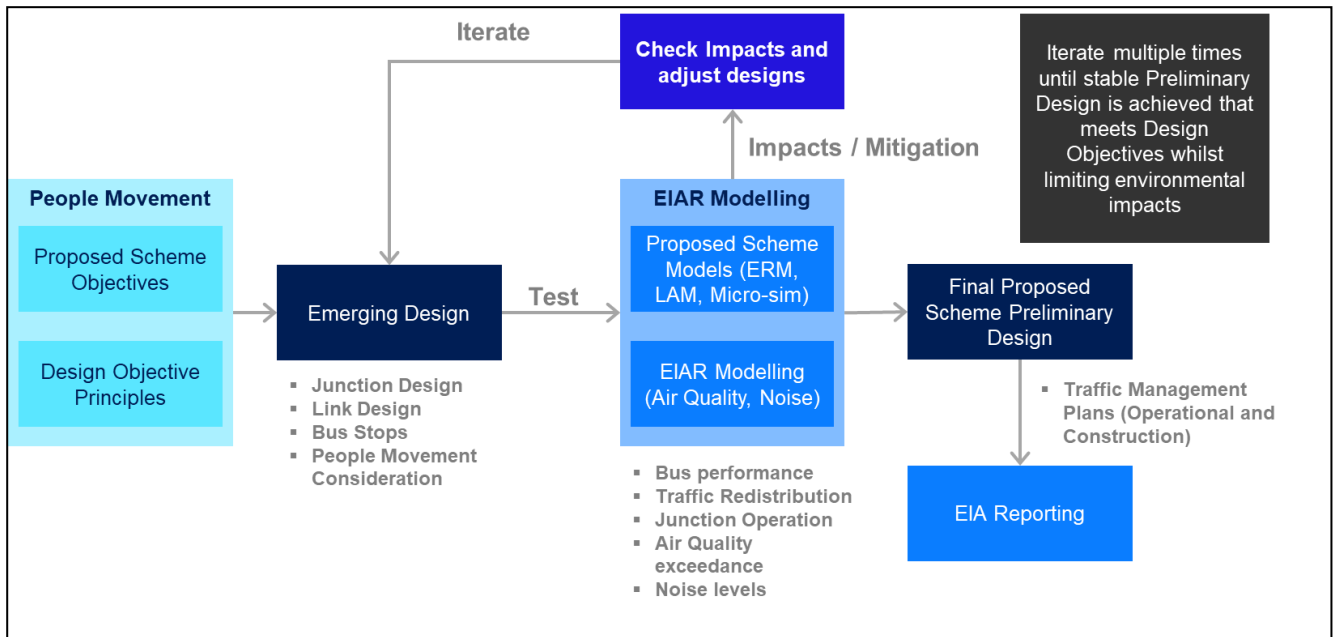 Iterate
Check Impacts and
adjust designs
Iterate multiple times
until stable Preliminary
Design is achieved that
meets Design
Objectives whilst
limiting environmental
impacts
Impacts / Mitigation
People Movement
Proposed Scheme
Objectives
Design Objective
Principles
Emerging Design
▪ Junction Design
▪ Link Design
▪ Bus Stops
▪ People Movement
Consideration
Test
EIAR Modelling
Proposed Scheme
Models (ERM,
LAM, Micro-sim)
EIAR Modelling
(Air Quality, Noise)
▪ Bus performance
▪ Traffic Redistribution
▪ Junction Operation
▪ Air Quality
exceedance
▪ Noise levels
Final Proposed
Scheme Preliminary
Design
▪ Traffic Management
Plans (Operational and
Construction)
EIA Reporting